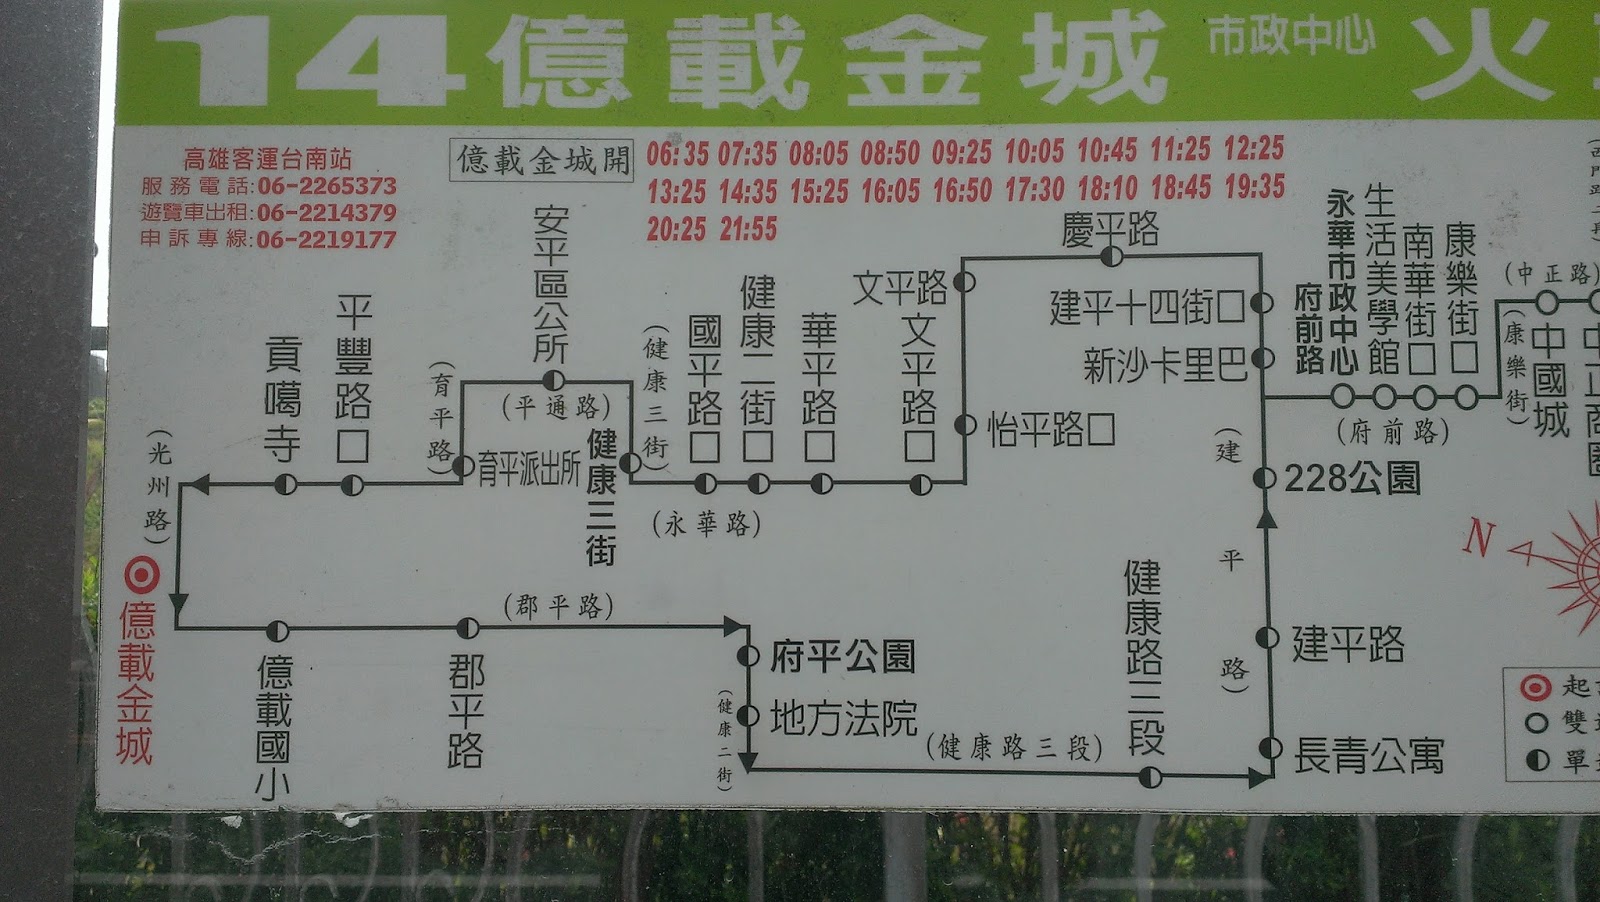 14億載金城 市政中心 火
高雄客運台南站
服務電話:06-2265373
遊覽車出租:06-2214379
申訴專線:06-2219177
億載金城開
06:35 07:35 08:05 08:50 09:25 10:05 10:45 11:25 12:25
13:25 14:35 15:25 16:05 16:50 17:30 18:10 18:45 19:35
20:25 21:55
貢噶寺
平豐路口
(育平路)
育平派出所
安平區公所
(平通路)
健康三街
(健康三街)
國平路口
健康二街口
華平路口
文平路口
(永華路)
文平路
怡平路口
慶平路
建平十四街口
新沙卡里巴
永華市政中心
府前路
生活美學館
南華街口
康樂街口
(府前路)
(康樂街)
(中正路)
中國城
中正商圈
228公園
(建平路)
建平路
長青公寓
健康路三段
(健康路三段)
地方法院
府平公園
(健康二街)
(郡平路)
郡平路
億載國小
(光州路)
億載金城
N
起
雙
單